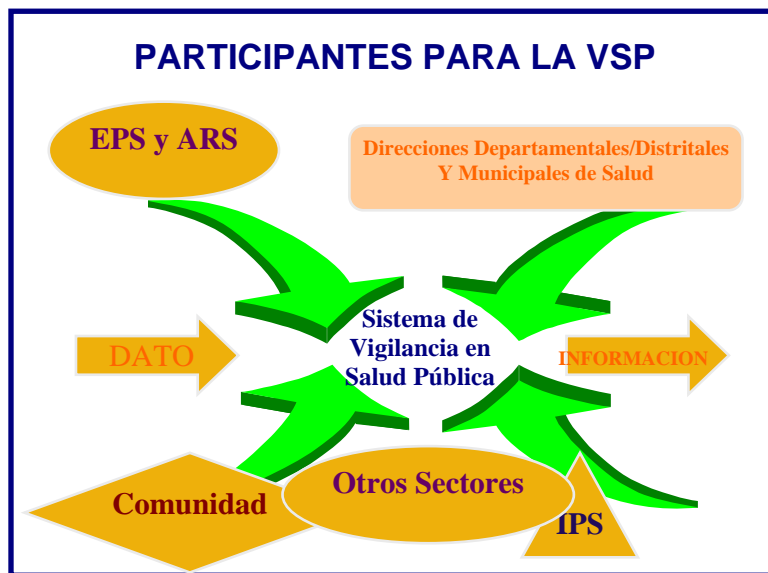 PARTICIPANTES PARA LA VSP
EPS y ARS
Direcciones Departamentales/Distritales
Y Municipales de Salud
Sistema de
Vigilancia en
Salud Pública
DATO
INFORMACION
Comunidad
Otros Sectores
IPS